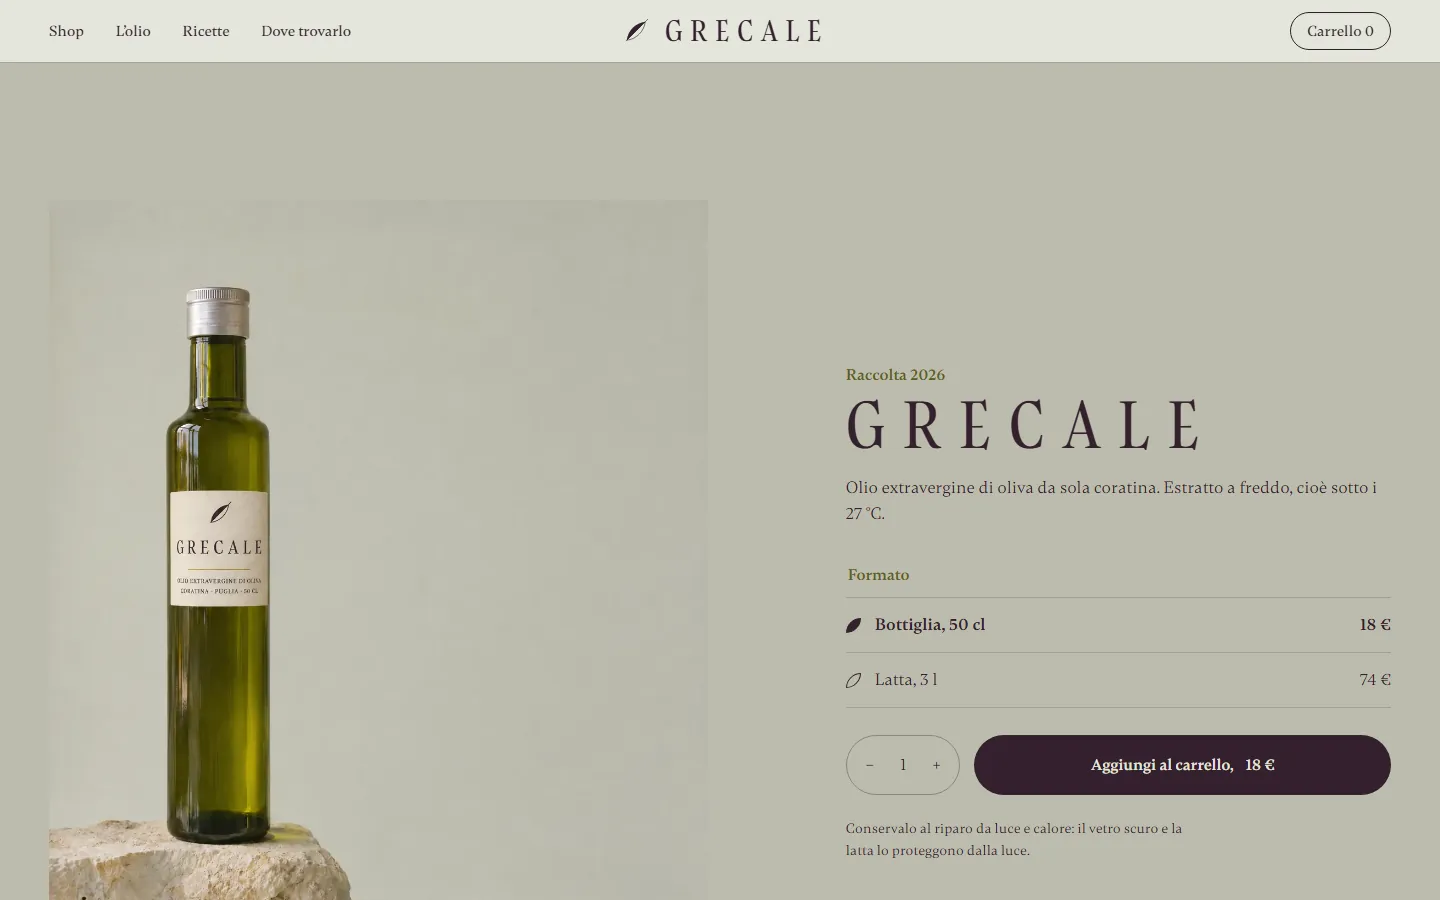 Shop
L'olio
Ricette
Dove trovarlo
GRECALE
Carrello 0
Raccolta 2026
GRECALE
Olio extravergine di oliva da sola coratina. Estratto a freddo, cioè sotto i
27 °C.
Formato
Bottiglia, 50 cl 18 €
Latta, 3 l 74 €
− 1 +
Aggiungi al carrello, 18 €
Conservalo al riparo da luce e calore: il vetro scuro e la
latta lo proteggono dalla luce.
GRECALE
OLIO EXTRAVERGINE DI OLIVA
CORATINA · PUGLIA · 50 CL